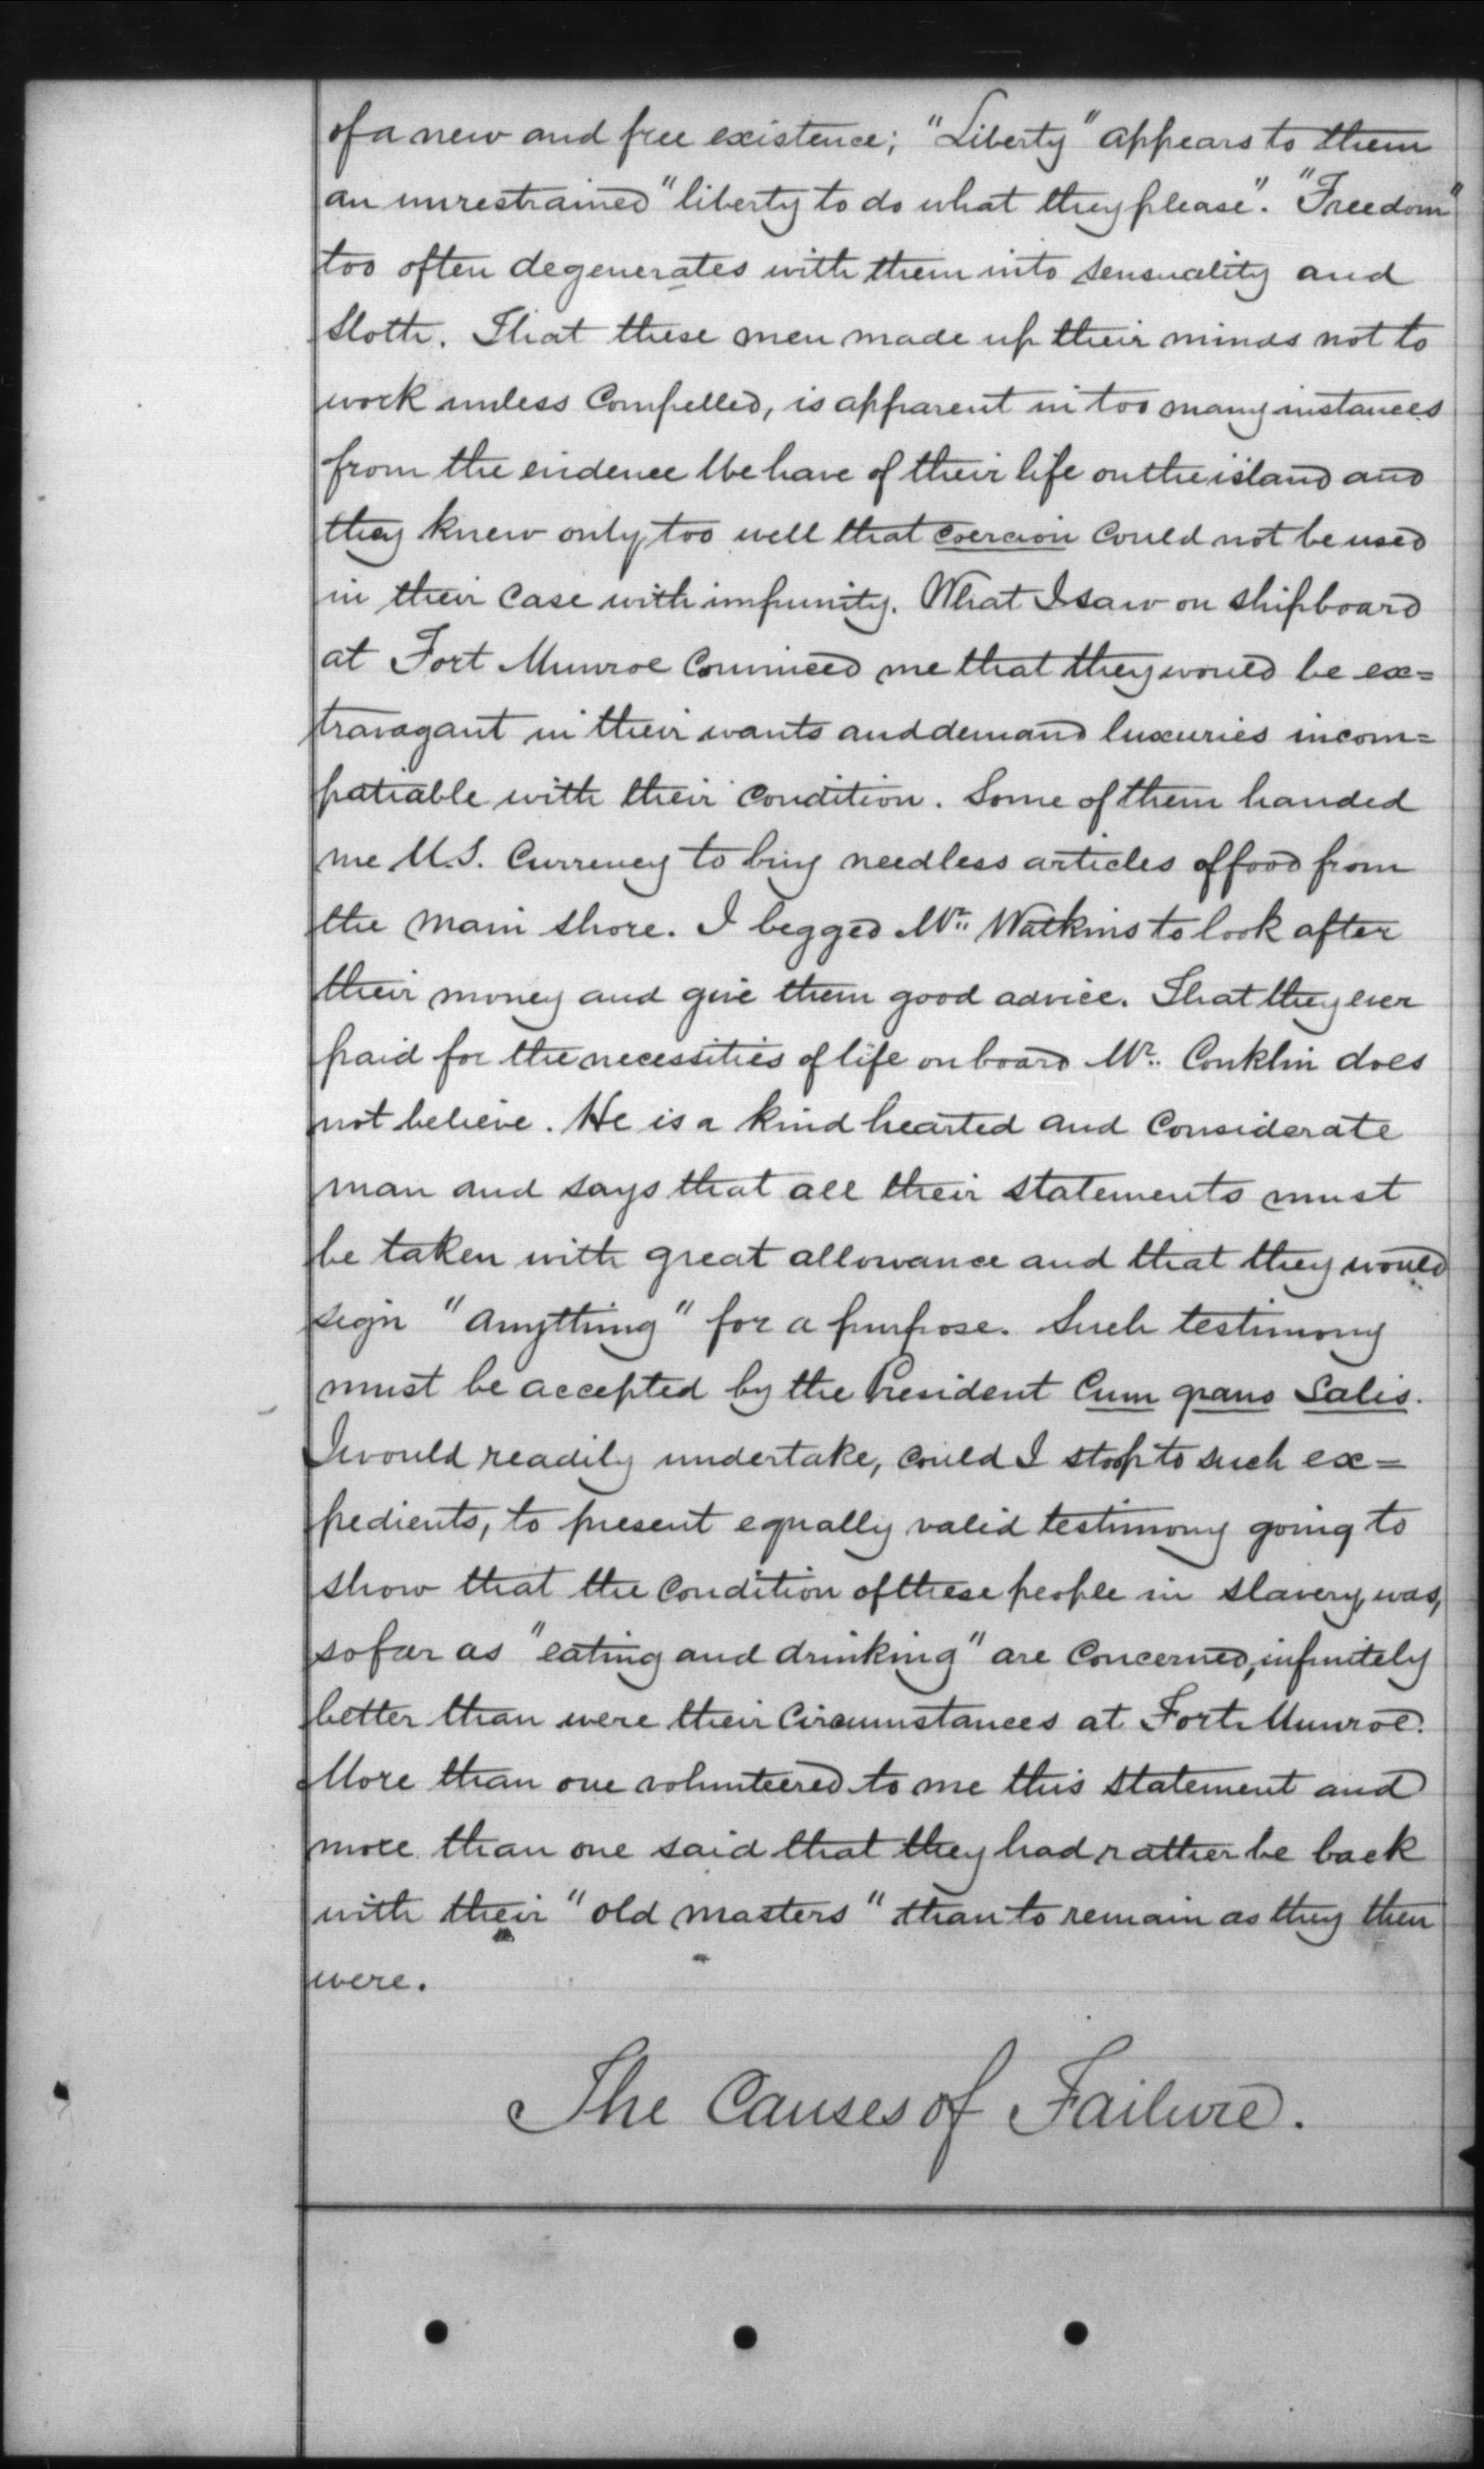 of a new and free existence; "Liberty" appears to them
an unrestrained "liberty to do what they please". "Freedom"
too often degenerates with them into sensuality and
sloth. That these men made up their minds not to
work unless Compelled, is apparent in too many instances
from the evidence We have of their life on the island and
they knew only too well that Coercion Could not be used
in their Case with impunity. What I saw on shipboard
at Fort Munroe Convinced me that they would be ex=
travagant in their wants and demand luxuries incom=
patiable with their condition. Some of them handed
me U.S. Currency to buy needless articles of food from
the main shore. I begged Mr. Watkins to look after
their money and give them good advice. That they ever
paid for the necessities of life on board Mr. Conklin does
not believe. He is a kind hearted and Considerate
man and says that all their statements must
be taken with great allowance and that they would
sign "anything" for a purpose. Such testimony
must be accepted by the President Cum grano Salis.
I would readily undertake, could I stoop to such ex=
pedients, to present equally valid testimony going to
show that the Condition of these people in slavery, was,
so far as "eating and drinking" are Concerned, infinitely
better than were their Circumstances at Fort Munroe.
More than one volunteered to me this statement and
more than one said that they had rather be back
with their "old masters" than to remain as they then
were.
The Causes of Failure.